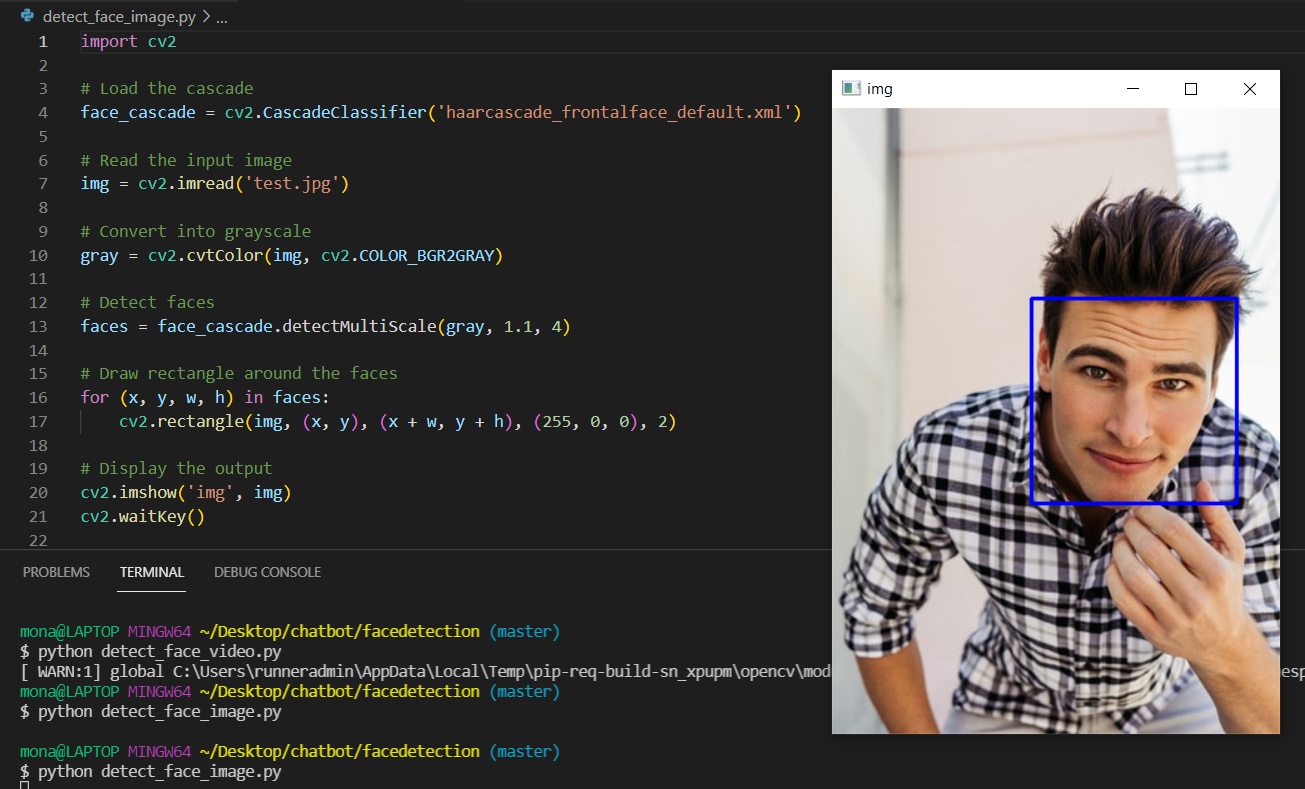 detect_face_image.py > ...
1 import cv2
2
3 # Load the cascade
4 face_cascade = cv2.CascadeClassifier('haarcascade_frontalface_default.xml')
5
6 # Read the input image
7 img = cv2.imread('test.jpg')
8
9 # Convert into grayscale
10 gray = cv2.cvtColor(img, cv2.COLOR_BGR2GRAY)
11
12 # Detect faces
13 faces = face_cascade.detectMultiScale(gray, 1.1, 4)
14
15 # Draw rectangle around the faces
16 for (x, y, w, h) in faces:
17     cv2.rectangle(img, (x, y), (x + w, y + h), (255, 0, 0), 2)
18
19 # Display the output
20 cv2.imshow('img', img)
21 cv2.waitKey()
22
img
PROBLEMS TERMINAL DEBUG CONSOLE
mona@LAPTOP MINGW64 ~/Desktop/chatbot/facedetection (master)
$ python detect_face_video.py
[ WARN:1] global C:\Users\runneradmin\AppData\Local\Temp\pip-req-build-sn_xpupm\opencv\mod esp
mona@LAPTOP MINGW64 ~/Desktop/chatbot/facedetection (master)
$ python detect_face_image.py
mona@LAPTOP MINGW64 ~/Desktop/chatbot/facedetection (master)
$ python detect_face_image.py